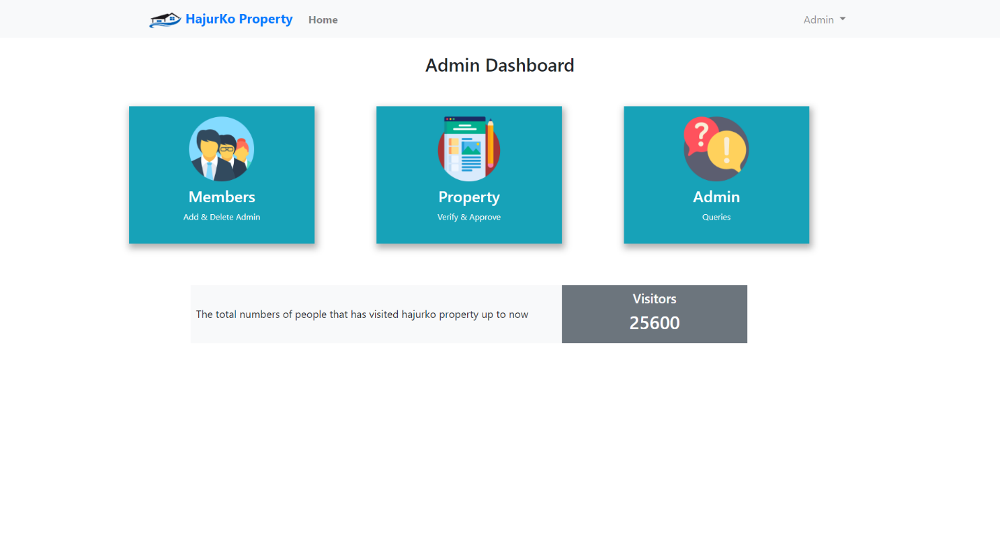 HajurKo Property Home Admin
Admin Dashboard
Members
Add & Delete Admin
Property
Verify & Approve
Admin
Queries
The total numbers of people that has visited hajurko property up to now
Visitors
25600